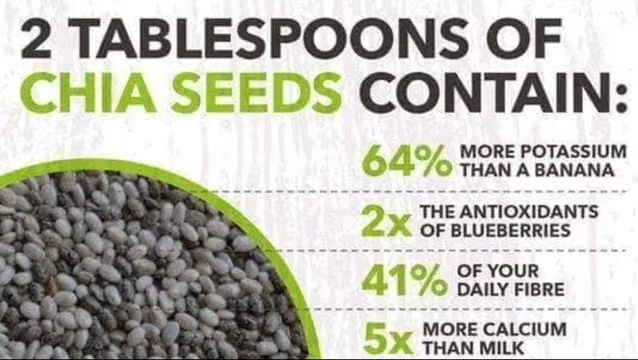 2 TABLESPOONS OF
CHIA SEEDS CONTAIN:
64% MORE POTASSIUM
THAN A BANANA
2x THE ANTIOXIDANTS
OF BLUEBERRIES
41% OF YOUR
DAILY FIBRE
5x MORE CALCIUM
THAN MILK